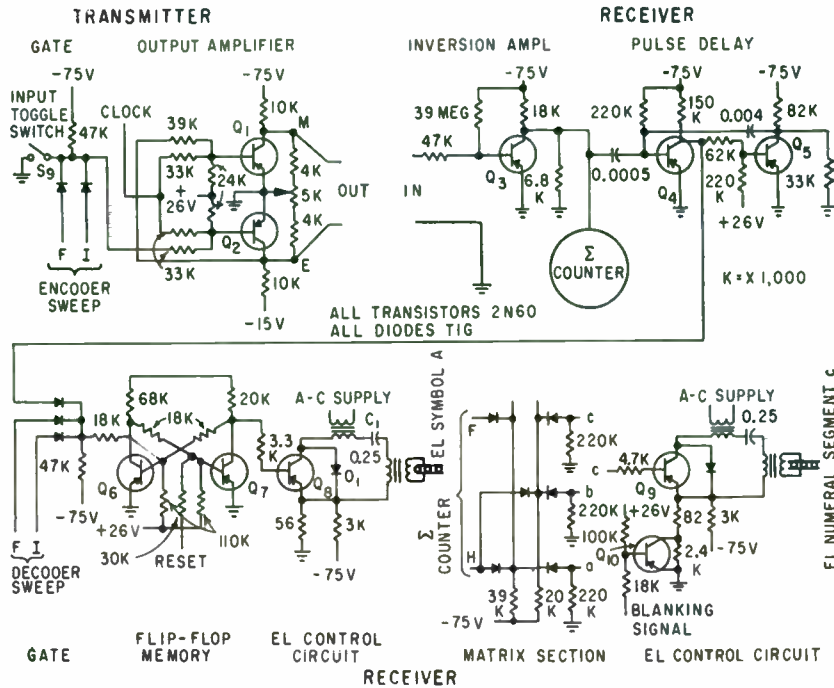 TRANSMITTER
RECEIVER
GATE
OUTPUT AMPLIFIER
INVERSION AMPL
PULSE DELAY
-75V
-75V
-75V
-75V
-75V
INPUT
TOGGLE
SWITCH
47K
CLOCK
10K
M
39K
Q1
33K
24K
+
26V
4K
5K
4K
OUT
S9
Q2
33K
E
10K
-15V
F
I
ENCODER
SWEEP
39 MEG
18K
47K
Q3
6.8
K
IN
220K
150
K
0.004
82K
0.0005
Q4
62K
Q5
220
K
33K
+26V
Σ
COUNTER
K=X 1,000
ALL TRANSISTORS 2N60
ALL DIODES T1G
68K
20K
18K
18K
47K
-75V
Q6
Q7
+26V
30K
RESET
110K
F
I
DECODER
SWEEP
A-C SUPPLY
C1
0.25
3.3
K
Q8
D1
56
3K
-75V
EL SYMBOL A
Σ
COUNTER
F
H
c
220K
b
220K
a
39
K
20
K
220
K
-75V
A-C SUPPLY
0.25
c
4.7K
Q9
+26V
82
3K
100K
Q10
2.4
K
-75V
18K
BLANKING
SIGNAL
EL NUMERAL SEGMENT c
GATE
FLIP-FLOP
MEMORY
EL CONTROL
CIRCUIT
MATRIX SECTION
EL CONTROL CIRCUIT
RECEIVER